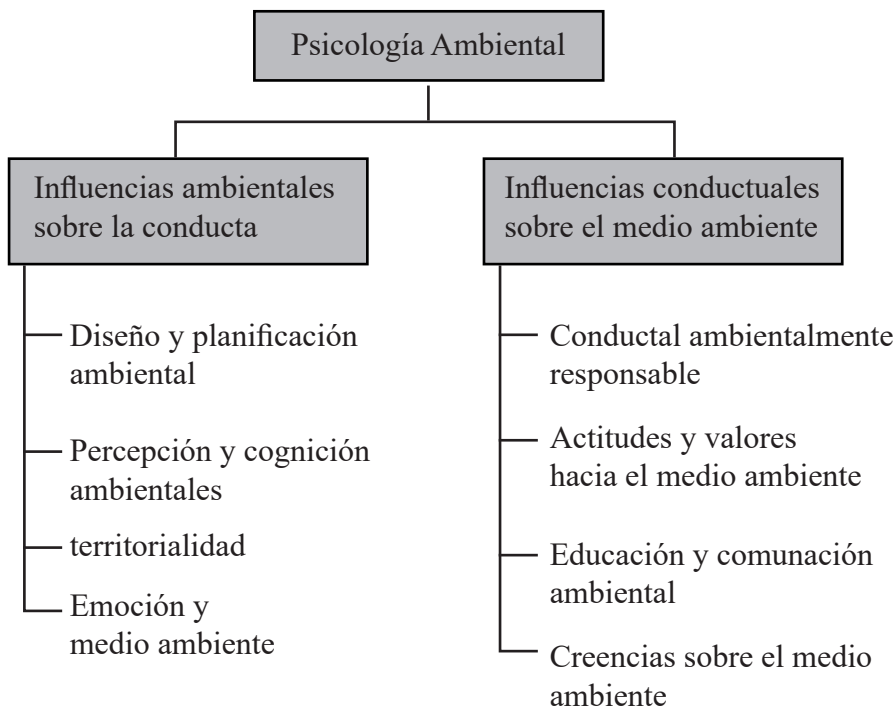 Psicología Ambiental
Influencias ambientales
sobre la conducta
Diseño y planificación
ambiental
Percepción y cognición
ambientales
territorialidad
Emoción y
medio ambiente
Influencias conductuales
sobre el medio ambiente
Conductal ambientalmente
responsable
Actitudes y valores
hacia el medio ambiente
Educación y comunación
ambiental
Creencias sobre el medio
ambiente